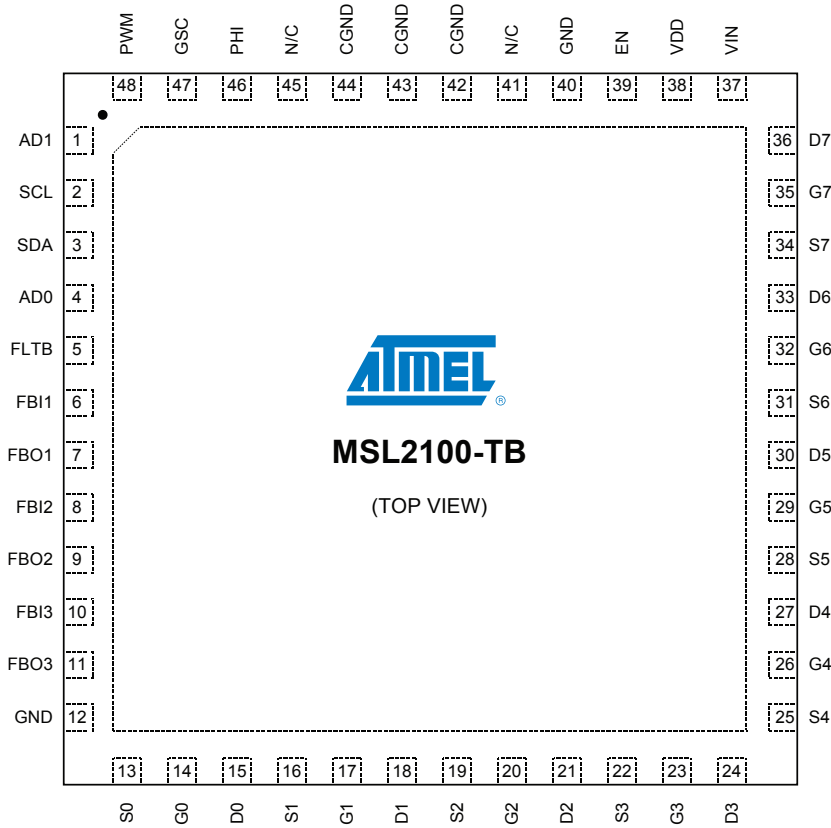 PWM GSC PHI N/C CGND CGND CGND N/C GND EN VDD VIN
48 47 46 45 44 43 42 41 40 39 38 37
AD1 1 36 D7
SCL 2 35 G7
SDA 3 34 S7
AD0 4 33 D6
FLTB 5 32 G6
FBI1 6 31 S6
FBO1 7 30 D5
FBI2 8 29 G5
FBO2 9 28 S5
FBI3 10 27 D4
FBO3 11 26 G4
GND 12 25 S4
ATMEL ®
MSL2100-TB
(TOP VIEW)
13 14 15 16 17 18 19 20 21 22 23 24
S0 G0 D0 S1 G1 D1 S2 G2 D2 S3 G3 D3